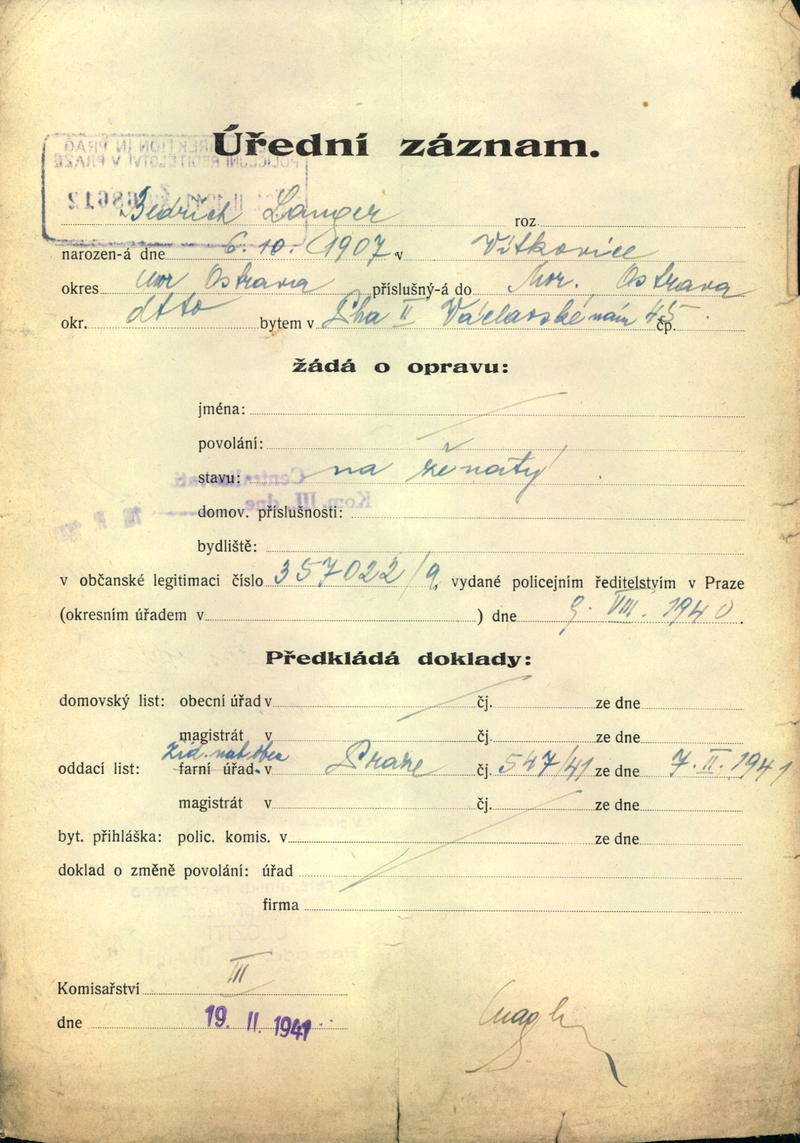 Úřední záznam.
Bedřich Langer roz
narozen-á dne 6. 10. 1907 v Vítkovice
okres Mor Ostrava příslušný-á do Mor. Ostrava
okr. dtto bytem v Pha II Václavské nám 45 čp.
žádá o opravu:
jména:
povolání:
stavu: na ženatý
domov. příslušnosti:
bydliště:
v občanské legitimaci číslo 357022/9, vydané policejním ředitelstvím v Praze
(okresním úřadem v ) dne 9. VIII. 1940.
Předkládá doklady:
domovský list: obecní úřad v čj. ze dne
magistrát v čj. ze dne
žid. nab. obce
oddací list: farní úřad v Praze čj. 547/41 ze dne 7. II. 1941
magistrát v čj. ze dne
byt. přihláška: polic. komis. v ze dne
doklad o změně povolání: úřad
firma
Komisařství III
dne 19. II. 1941